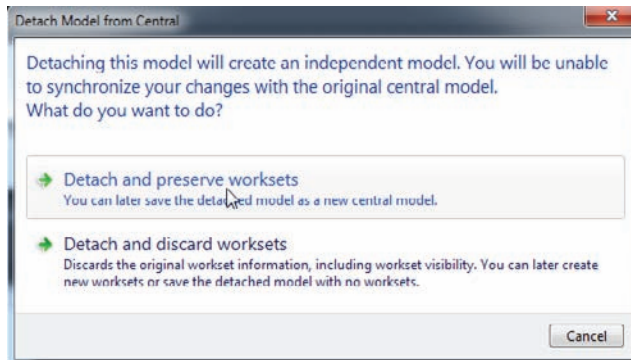 Detach Model from Central
Detaching this model will create an independent model. You will be unable
to synchronize your changes with the original central model.
What do you want to do?
Detach and preserve worksets
You can later save the detached model as a new central model.
Detach and discard worksets
Discards the original workset information, including workset visibility. You can later create
new worksets or save the detached model with no worksets.
Cancel